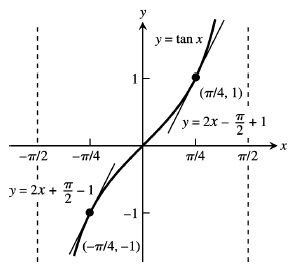 y
y = tan x
1
(π/4, 1)
y = 2x − π/2 + 1
x
−π/2
−π/4
π/4
π/2
y = 2x + π/2 − 1
−1
(−π/4, −1)